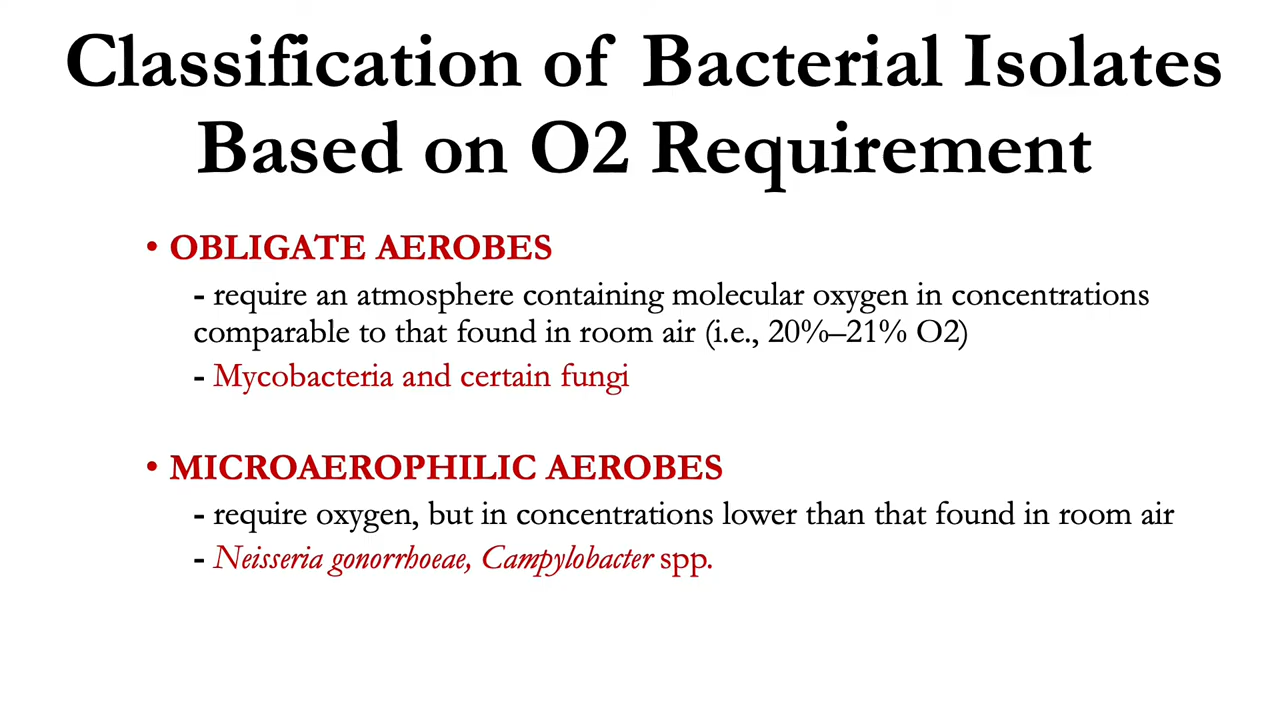 Classification of Bacterial Isolates
Based on O2 Requirement
• OBLIGATE AEROBES
- require an atmosphere containing molecular oxygen in concentrations
comparable to that found in room air (i.e., 20%–21% O2)
- Mycobacteria and certain fungi
• MICROAEROPHILIC AEROBES
- require oxygen, but in concentrations lower than that found in room air
- Neisseria gonorrhoeae, Campylobacter spp.